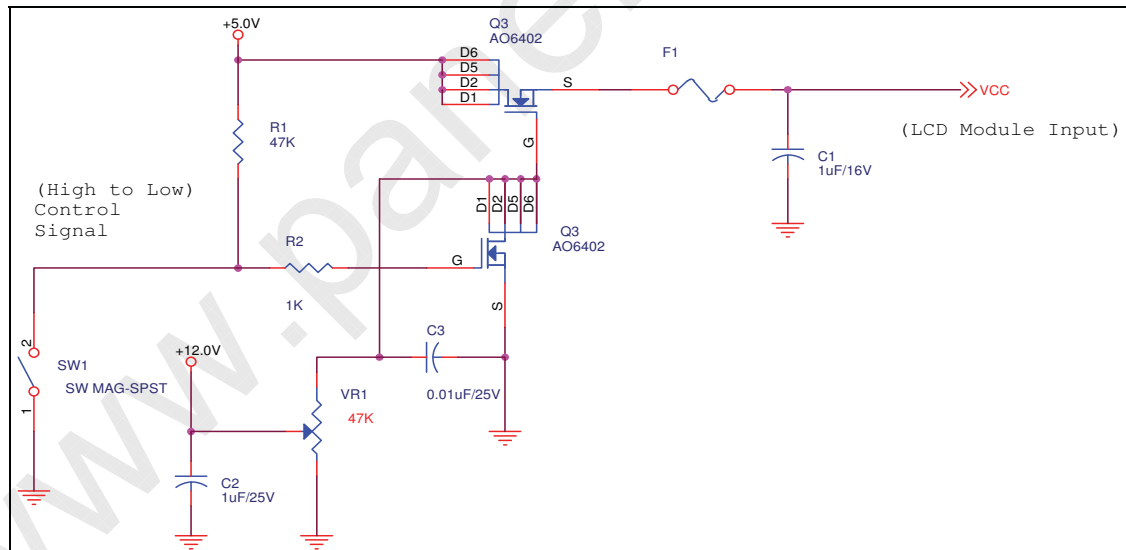 +5.0V
Q3
AO6402
D6
D5
D2
D1
S
G
F1
VCC
(LCD Module Input)
R1
47K
C1
1uF/16V
(High to Low)
Control
Signal
D1
D2
D5
D6
Q3
AO6402
R2
G
1K
S
2
SW1
SW MAG-SPST
1
+12.0V
C3
0.01uF/25V
VR1
47K
C2
1uF/25V
www.pane